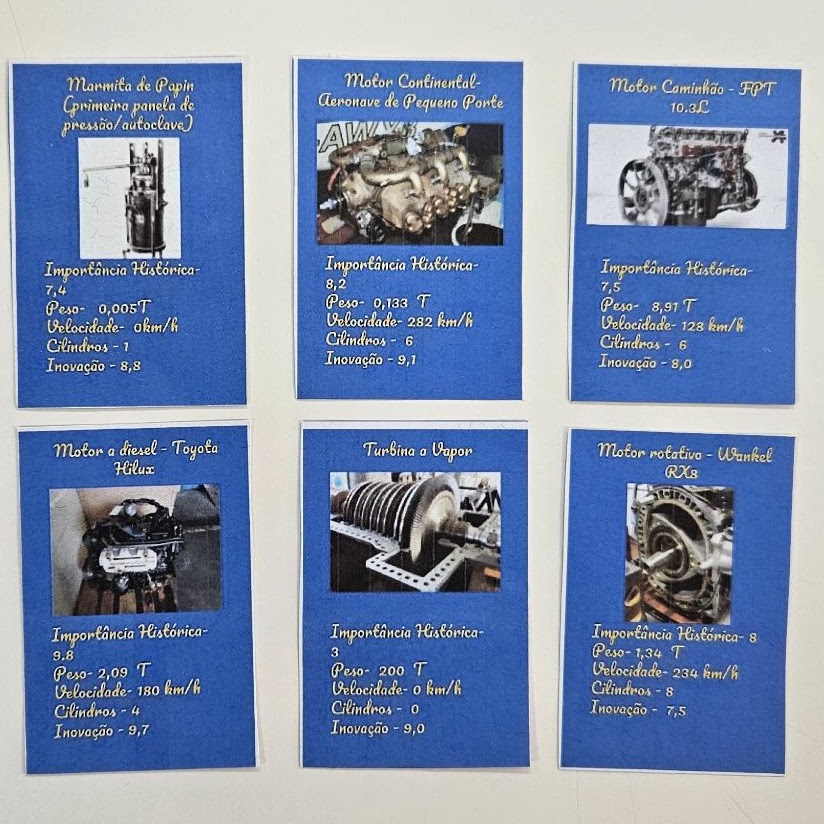 Marmita de Papin
(primeira panela de
pressão/autoclave)
Importância Histórica-
7,4
Peso- 0,005T
Velocidade- 0km/h
Cilindros - 1
Inovação - 8,8
Motor Continental-
Aeronave de Pequeno Porte
Importância Histórica-
8,2
Peso- 0,133 T
Velocidade- 282 km/h
Cilindros - 6
Inovação - 9,1
Motor Caminhão - FPT
10.3L
Importância Histórica-
7,5
Peso- 8,91 T
Velocidade- 128 km/h
Cilindros - 6
Inovação - 8,0
Motor a diesel - Toyota
Hilux
Importância Histórica-
9.8
Peso- 2,09 T
Velocidade- 180 km/h
Cilindros - 4
Inovação - 9,7
Turbina a Vapor
Importância Histórica-
3
Peso- 200 T
Velocidade- 0 km/h
Cilindros - 0
Inovação - 9,0
Motor rotativo - Wankel
RX8
Importância Histórica- 8
Peso- 1,34 T
Velocidade- 234 km/h
Cilindros - 8
Inovação - 7,5